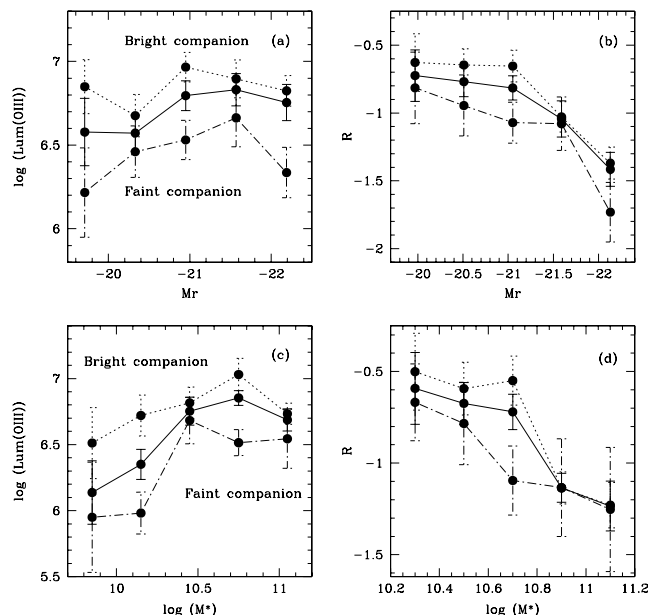 Bright companion
(a)
Faint companion
log (Lum(OIII))
7
6.5
6
-20
-21
-22
Mr
(b)
R
-0.5
-1
-1.5
-2
-20
-20.5
-21
-21.5
-22
Mr
Bright companion
(c)
Faint companion
log (Lum(OIII))
7
6.5
6
5.5
10
10.5
11
log (M*)
(d)
R
-0.5
-1
-1.5
10.2
10.4
10.6
10.8
11
11.2
log (M*)